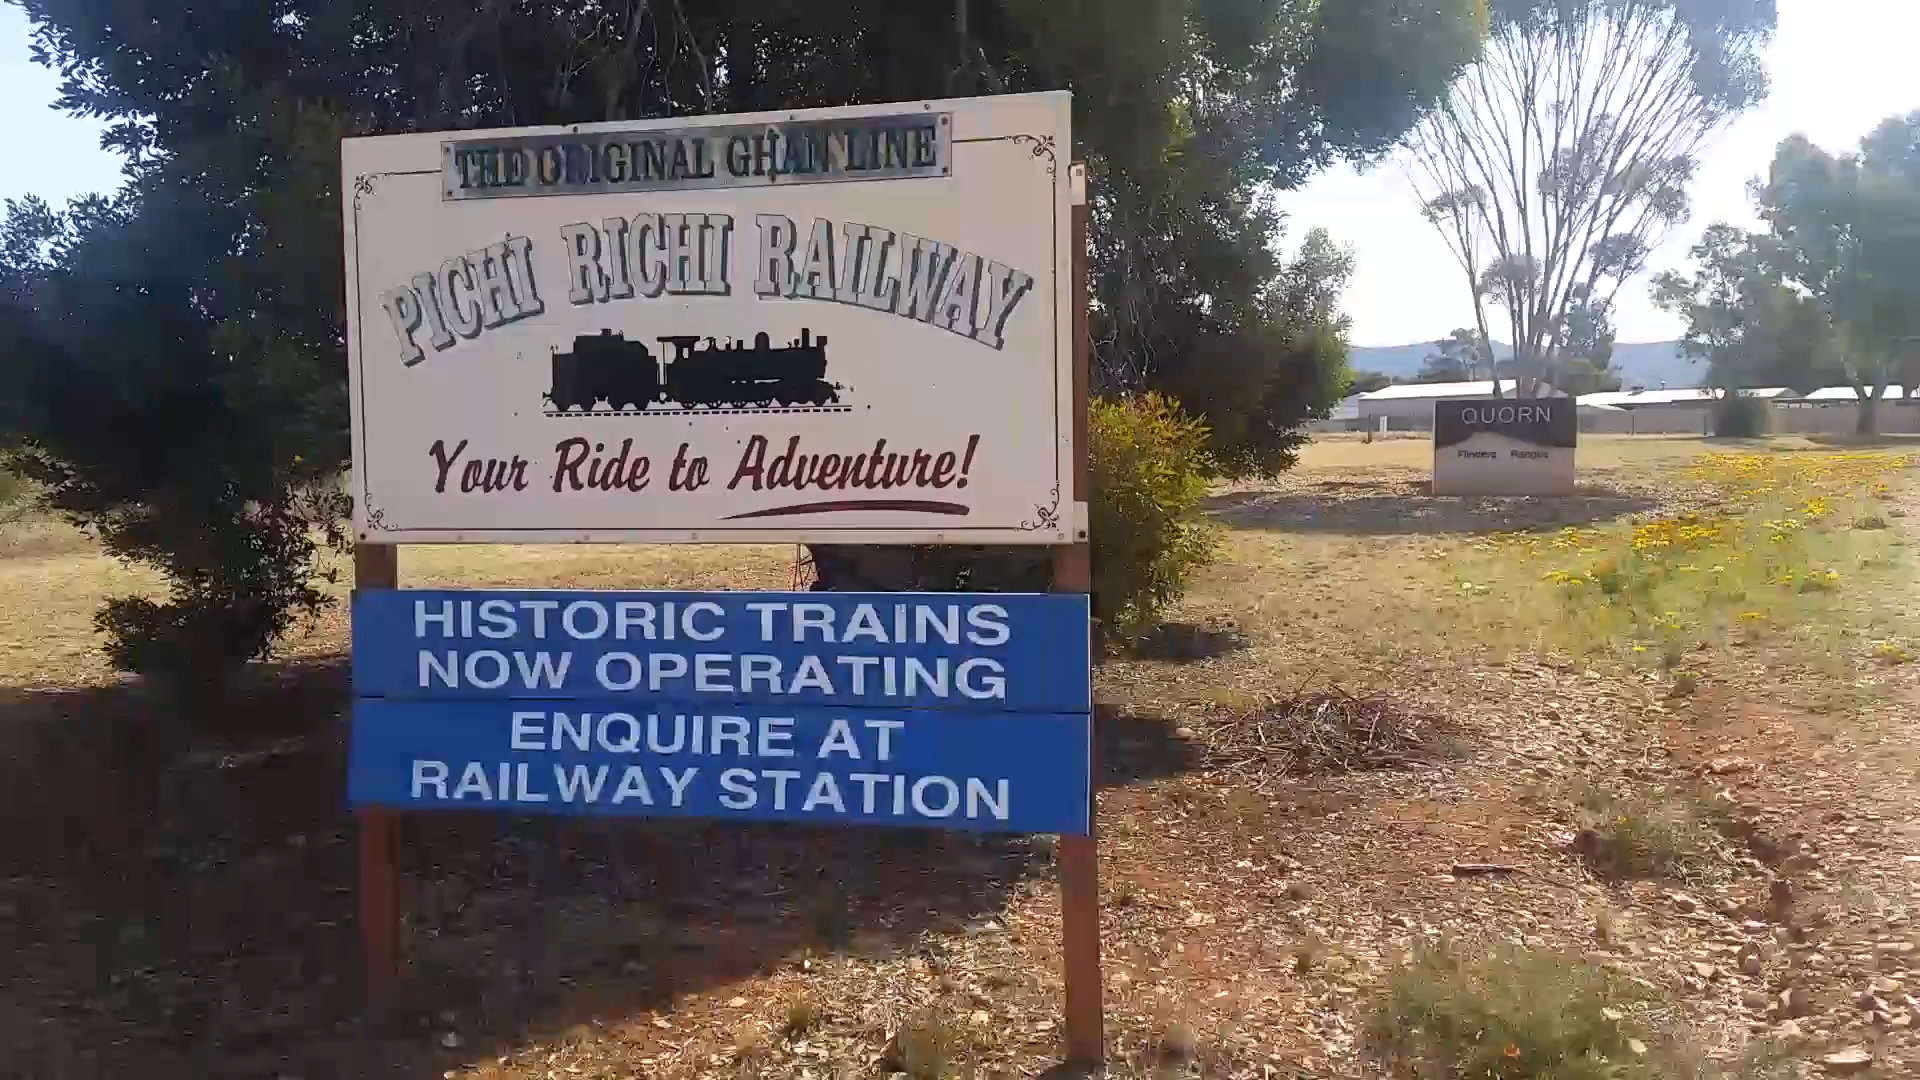 THE ORIGINAL GHAN LINE
PICHI RICHI RAILWAY
Your Ride to Adventure!
HISTORIC TRAINS
NOW OPERATING
ENQUIRE AT
RAILWAY STATION
QUORN
Flinders Ranges